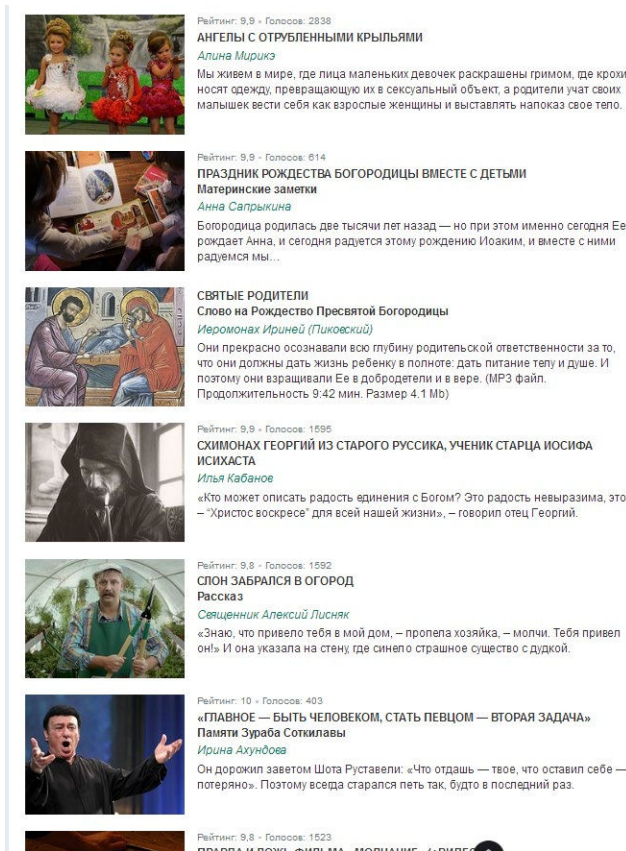 Рейтинг: 9,9 • Голосов: 2838
АНГЕЛЫ С ОТРУБЛЕННЫМИ КРЫЛЬЯМИ
Алина Мирикэ
Мы живем в мире, где лица маленьких девочек раскрашены гримом, где крохи
носят одежду, превращающую их в сексуальный объект, а родители учат своих
малышек вести себя как взрослые женщины и выставлять напоказ свое тело.
Рейтинг: 9,9 • Голосов: 614
ПРАЗДНИК РОЖДЕСТВА БОГОРОДИЦЫ ВМЕСТЕ С ДЕТЬМИ
Материнские заметки
Анна Сапрыкина
Богородица родилась две тысячи лет назад — но при этом именно сегодня Ее
рождает Анна, и сегодня радуется этому рождению Иоаким, и вместе с ними
радуемся мы…
СВЯТЫЕ РОДИТЕЛИ
Слово на Рождество Пресвятой Богородицы
Иеромонах Ириней (Пиковский)
Они прекрасно осознавали всю глубину родительской ответственности за то,
что они должны дать жизнь ребенку в полноте: дать питание телу и душе. И
поэтому они взращивали Ее в добродетели и в вере. (MP3 файл.
Продолжительность 9:42 мин. Размер 4.1 Mb)
Рейтинг: 9,9 • Голосов: 1595
СХИМОНАХ ГЕОРГИЙ ИЗ СТАРОГО РУССИКА, УЧЕНИК СТАРЦА ИОСИФА
ИСИХАСТА
Илья Кабанов
«Кто может описать радость единения с Богом? Это радость невыразима, это
– “Христос воскресе” для всей нашей жизни», – говорил отец Георгий.
Рейтинг: 9,8 • Голосов: 1592
СЛОН ЗАБРАЛСЯ В ОГОРОД
Рассказ
Священник Алексий Лисняк
«Знаю, что привело тебя в мой дом, – пропела хозяйка, – молчи. Тебя привел
он!» И она указала на стену, где синело страшное существо с дудкой.
Рейтинг: 10 • Голосов: 403
«ГЛАВНОЕ — БЫТЬ ЧЕЛОВЕКОМ, СТАТЬ ПЕВЦОМ — ВТОРАЯ ЗАДАЧА»
Памяти Зураба Соткилавы
Ирина Ахундова
Он дорожил заветом Шота Руставели: «Что отдашь — твое, что оставил себе —
потеряно». Поэтому всегда старался петь так, будто в последний раз.
Рейтинг: 9,8 • Голосов: 1523
ПРАВДА И ЛОЖЬ ФИЛЬМА «МОЛЧАНИЕ»